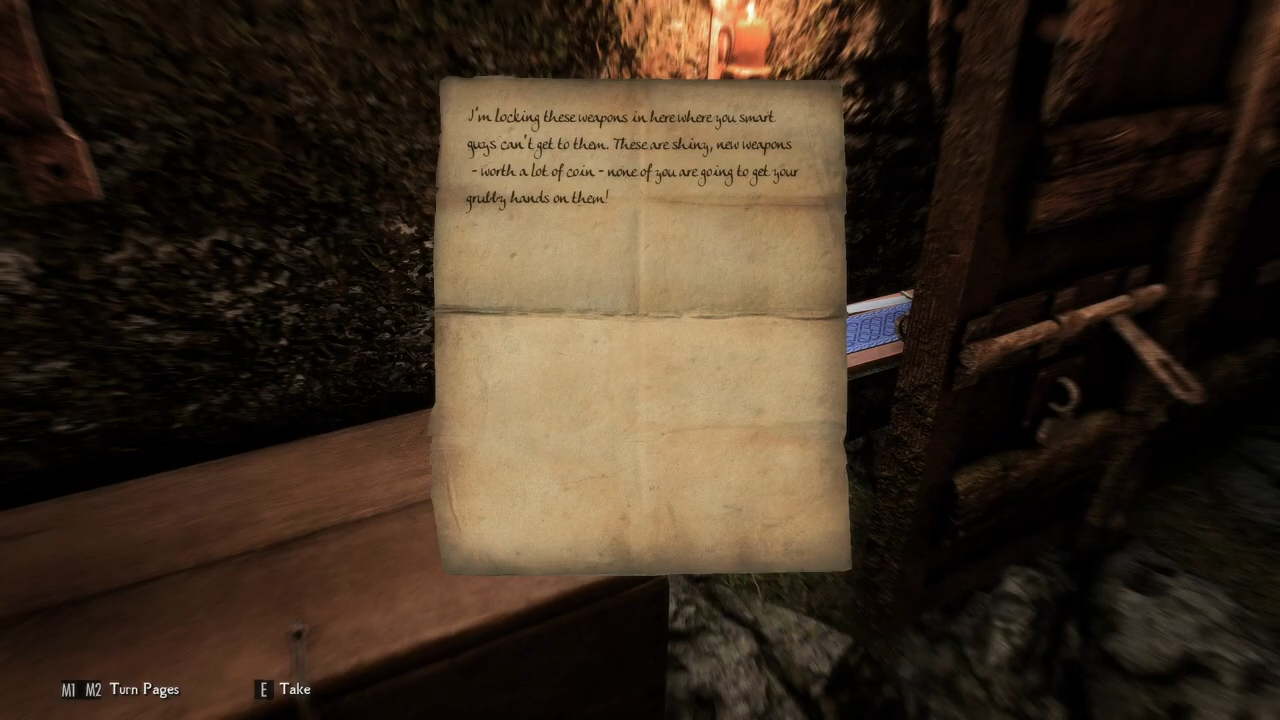 I'm locking these weapons in here where you smart
guys can't get to them. These are shiny, new weapons
- worth a lot of coin - none of you are going to get your
grubby hands on them!
M1 M2 Turn Pages
E Take